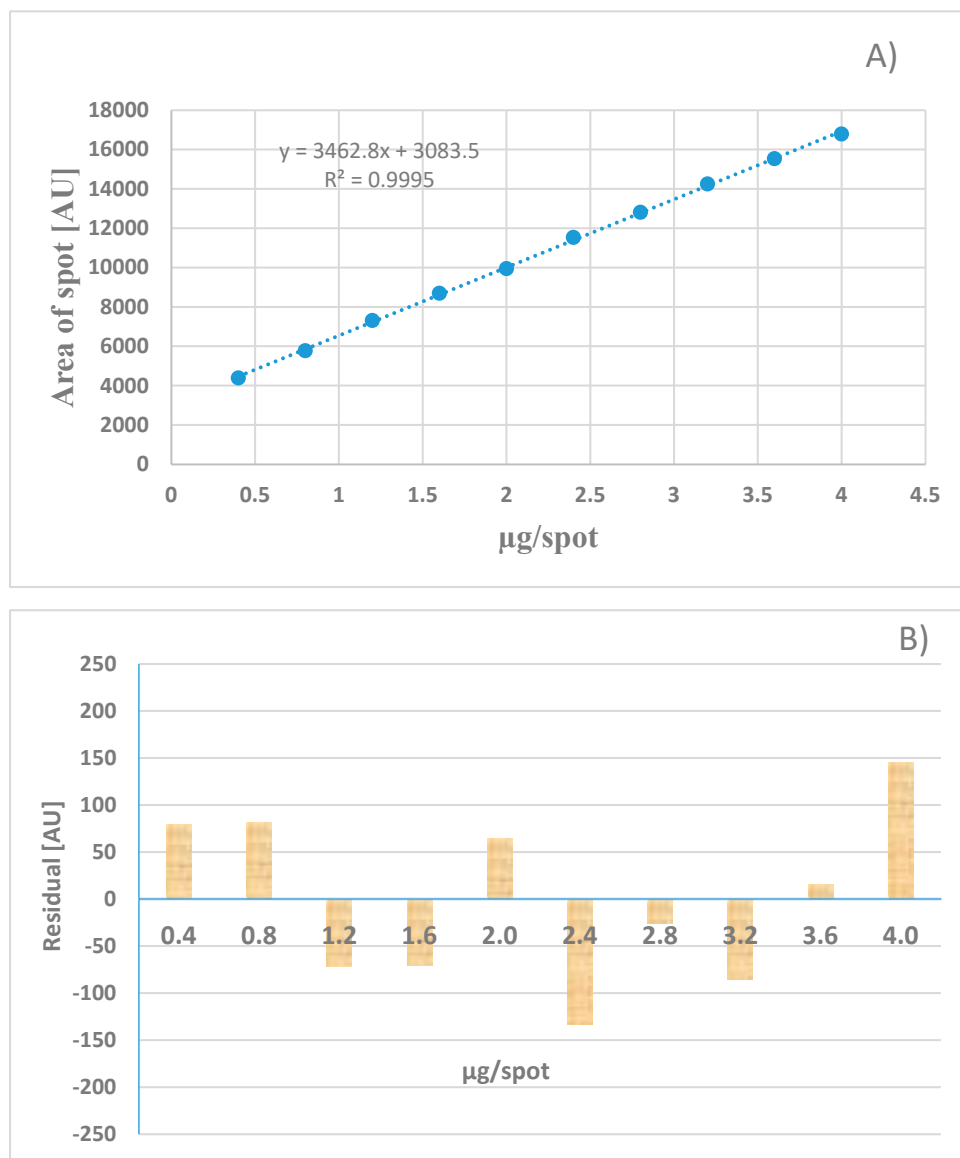 A)
18000
16000
14000
12000
10000
8000
6000
4000
2000
0
y = 3462.8x + 3083.5
R² = 0.9995
Area of spot [AU]
0 0.5 1 1.5 2 2.5 3 3.5 4 4.5
µg/spot
B)
250
200
150
100
50
0
-50
-100
-150
-200
-250
Residual [AU]
0.4 0.8 1.2 1.6 2.0 2.4 2.8 3.2 3.6 4.0
µg/spot